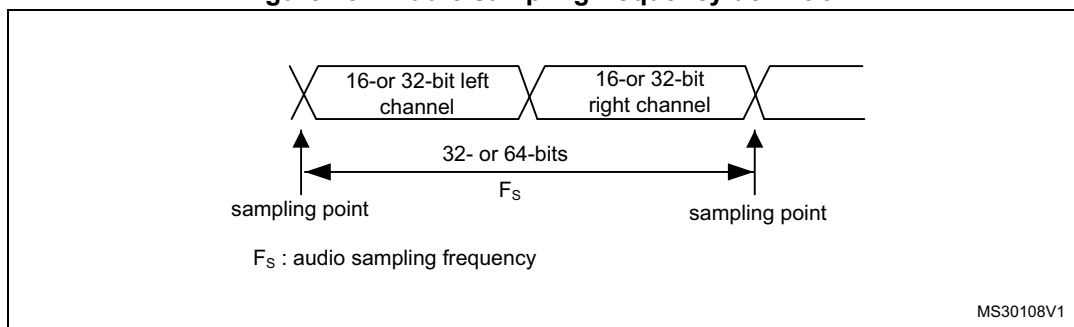 16-or 32-bit left
channel
16-or 32-bit
right channel
32- or 64-bits
FS
sampling point
sampling point
FS : audio sampling frequency
MS30108V1